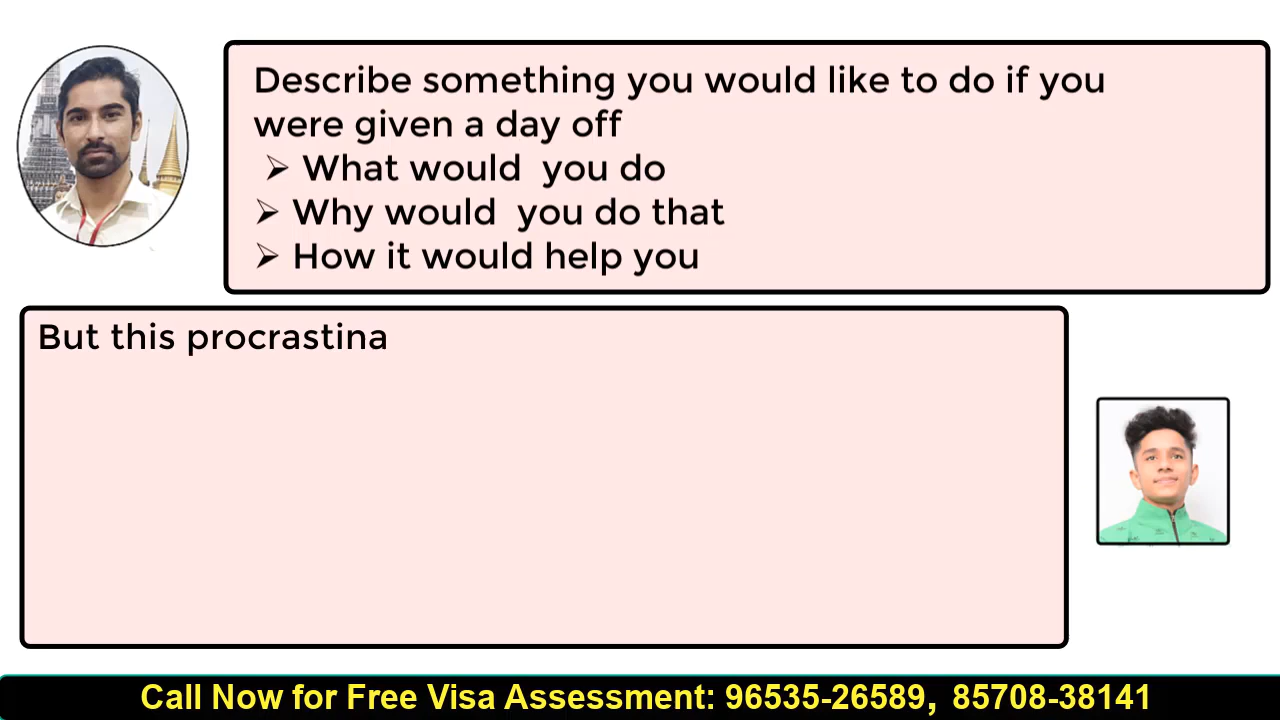 Describe something you would like to do if you
were given a day off
➢ What would  you do
➢ Why would  you do that
➢ How it would help you
But this procrastina
Call Now for Free Visa Assessment: 96535-26589,  85708-38141